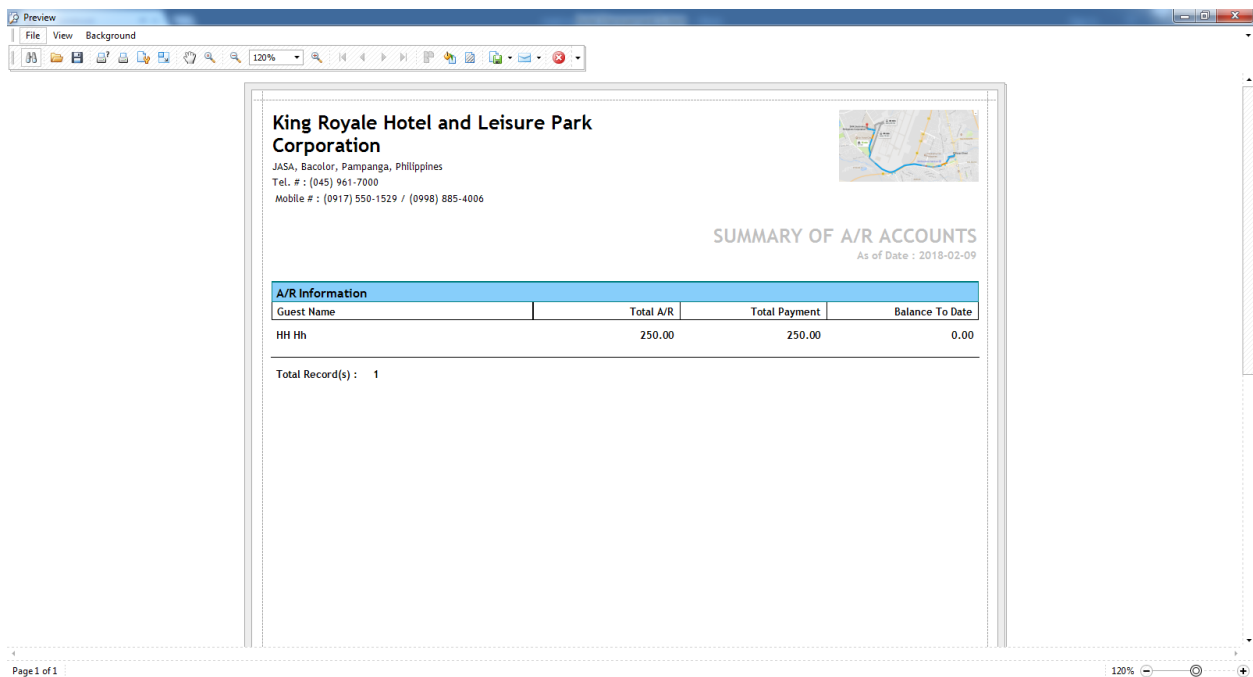 Preview
File View Background
120%
King Royale Hotel and Leisure Park
Corporation
JASA, Bacolor, Pampanga, Philippines
Tel. # : (045) 961-7000
Mobile # : (0917) 550-1529 / (0998) 885-4006
SUMMARY OF A/R ACCOUNTS
As of Date : 2018-02-09
A/R Information
Guest Name Total A/R Total Payment Balance To Date
HH Hh 250.00 250.00 0.00
Total Record(s) : 1
Page 1 of 1 120%